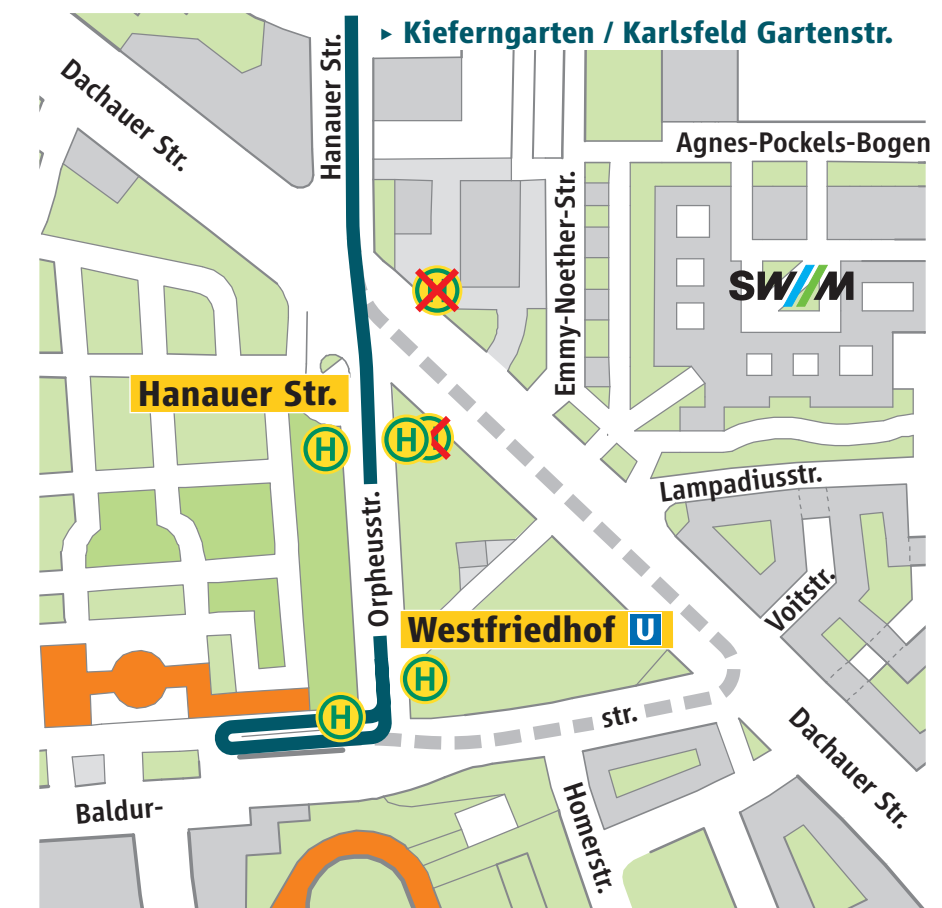 ▸ Kieferngarten / Karlsfeld Gartenstr.
Hanauer Str.
Dachauer Str.
Agnes-Pockels-Bogen
Emmy-Noether-Str.
SW//M
H
Hanauer Str.
H
H
H
Lampadiusstr.
Orpheusstr.
Voitstr.
Westfriedhof U
H
H
str.
Dachauer Str.
Baldur-
Homerstr.